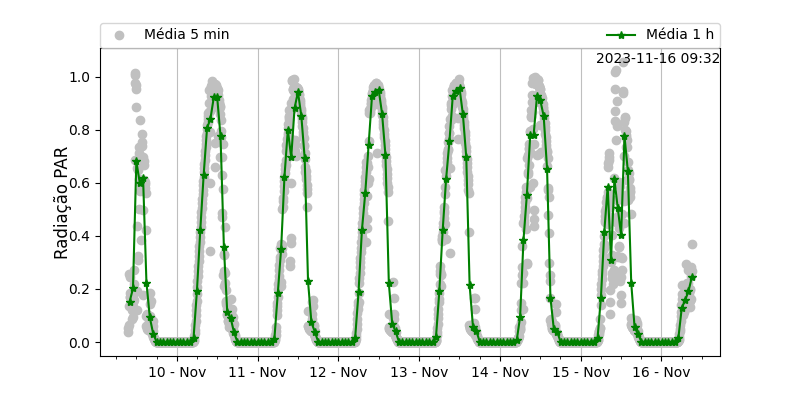 Média 5 min
Média 1 h
2023-11-16 09:32
Radiação PAR
1.0
0.8
0.6
0.4
0.2
0.0
10 - Nov
11 - Nov
12 - Nov
13 - Nov
14 - Nov
15 - Nov
16 - Nov